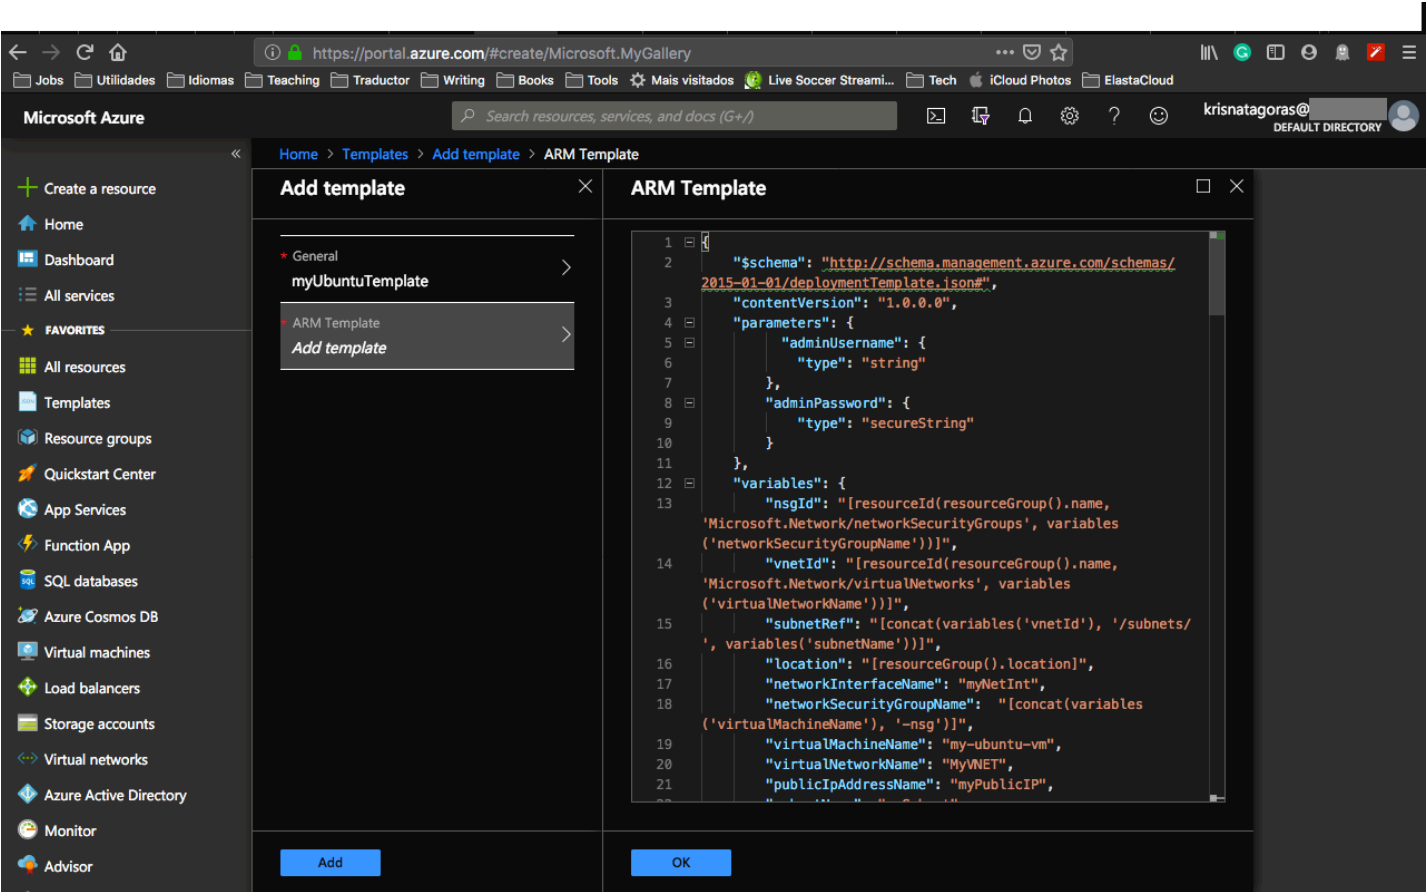 https://portal.azure.com/#create/Microsoft.MyGallery
Jobs Utilidades Idiomas Teaching Traductor Writing Books Tools Mais visitados Live Soccer Streami... Tech iCloud Photos ElastaCloud
Microsoft Azure
Search resources, services, and docs (G+/)
krisnatagoras@
DEFAULT DIRECTORY
Home > Templates > Add template > ARM Template
Create a resource
Home
Dashboard
All services
FAVORITES
All resources
Templates
Resource groups
Quickstart Center
App Services
Function App
SQL databases
Azure Cosmos DB
Virtual machines
Load balancers
Storage accounts
Virtual networks
Azure Active Directory
Monitor
Advisor
Add template
* General
myUbuntuTemplate
* ARM Template
Add template
Add
ARM Template
1 {
2 "$schema": "http://schema.management.azure.com/schemas/
2015-01-01/deploymentTemplate.json#",
3 "contentVersion": "1.0.0.0",
4 "parameters": {
5 "adminUsername": {
6 "type": "string"
7 },
8 "adminPassword": {
9 "type": "secureString"
10 }
11 },
12 "variables": {
13 "nsgId": "[resourceId(resourceGroup().name,
'Microsoft.Network/networkSecurityGroups', variables
('networkSecurityGroupName'))]",
14 "vnetId": "[resourceId(resourceGroup().name,
'Microsoft.Network/virtualNetworks', variables
('virtualNetworkName'))]",
15 "subnetRef": "[concat(variables('vnetId'), '/subnets/
', variables('subnetName'))]",
16 "location": "[resourceGroup().location]",
17 "networkInterfaceName": "myNetInt",
18 "networkSecurityGroupName": "[concat(variables
('virtualMachineName'), '-nsg')]",
19 "virtualMachineName": "my-ubuntu-vm",
20 "virtualNetworkName": "MyVNET",
21 "publicIpAddressName": "myPublicIP",
OK